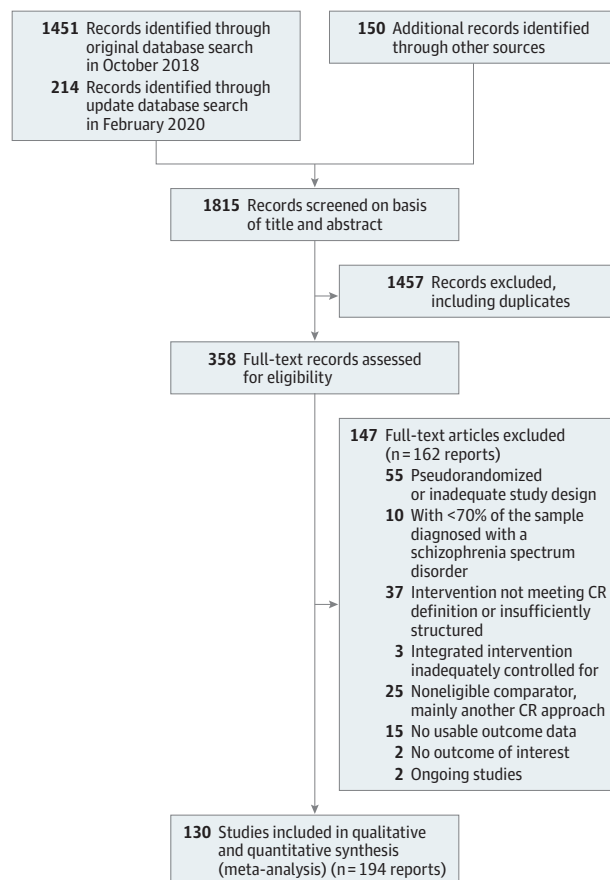 1451 Records identified through
original database search
in October 2018
214 Records identified through
update database search
in February 2020
150 Additional records identified
through other sources
1815 Records screened on basis
of title and abstract
1457 Records excluded,
including duplicates
358 Full-text records assessed
for eligibility
147 Full-text articles excluded
(n = 162 reports)
55 Pseudorandomized
or inadequate study design
10 With <70% of the sample
diagnosed with a
schizophrenia spectrum
disorder
37 Intervention not meeting CR
definition or insufficiently
structured
3 Integrated intervention
inadequately controlled for
25 Noneligible comparator,
mainly another CR approach
15 No usable outcome data
2 No outcome of interest
2 Ongoing studies
130 Studies included in qualitative
and quantitative synthesis
(meta-analysis) (n = 194 reports)